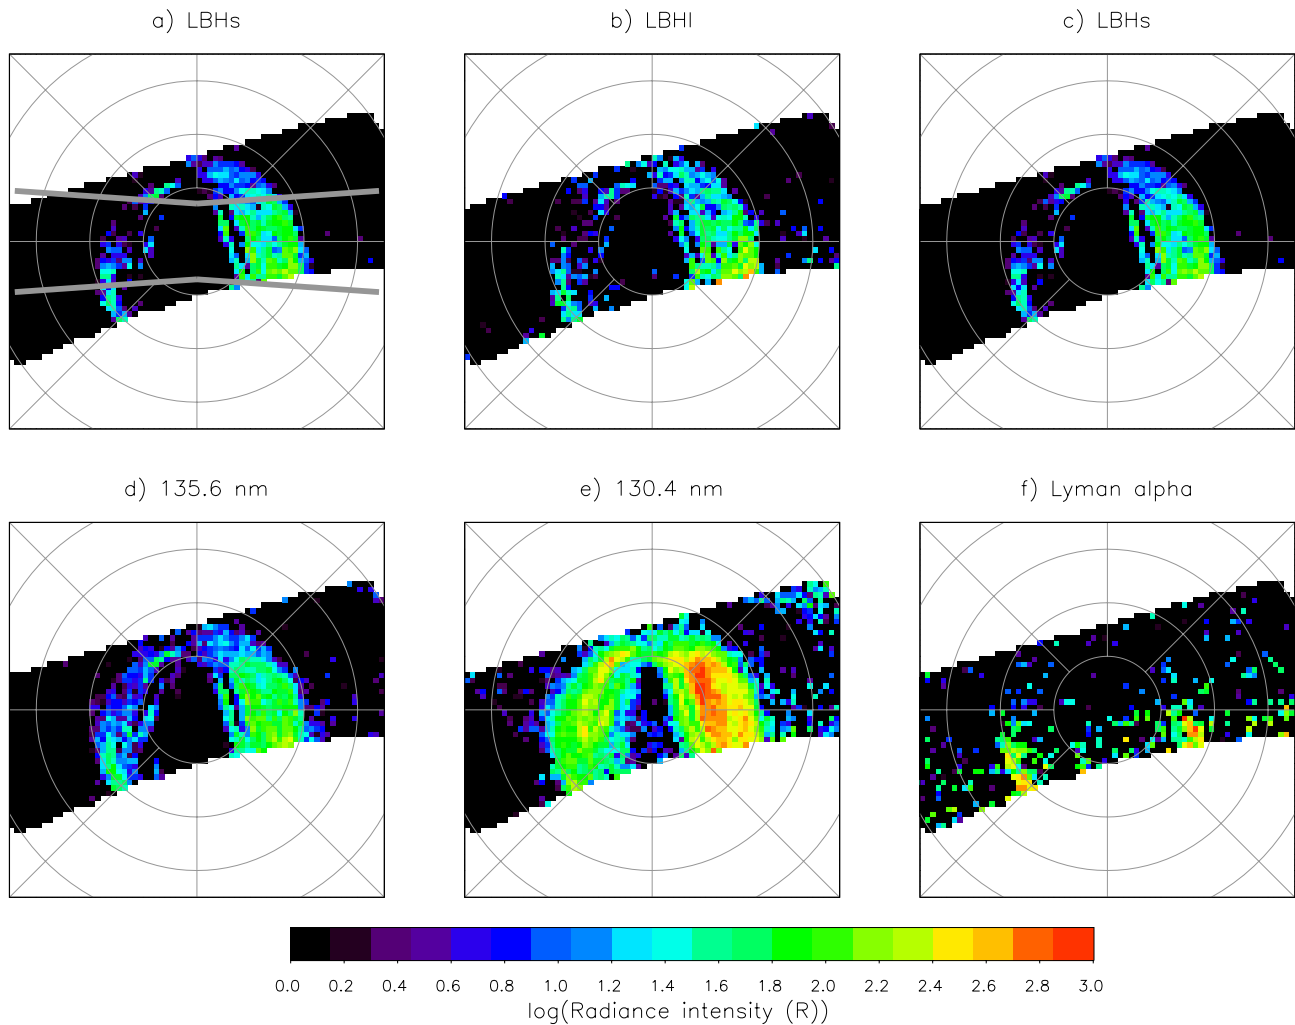 a) LBHs
b) LBHl
c) LBHs
d) 135.6 nm
e) 130.4 nm
f) Lyman alpha
0.0 0.2 0.4 0.6 0.8 1.0 1.2 1.4 1.6 1.8 2.0 2.2 2.4 2.6 2.8 3.0
log(Radiance intensity (R))